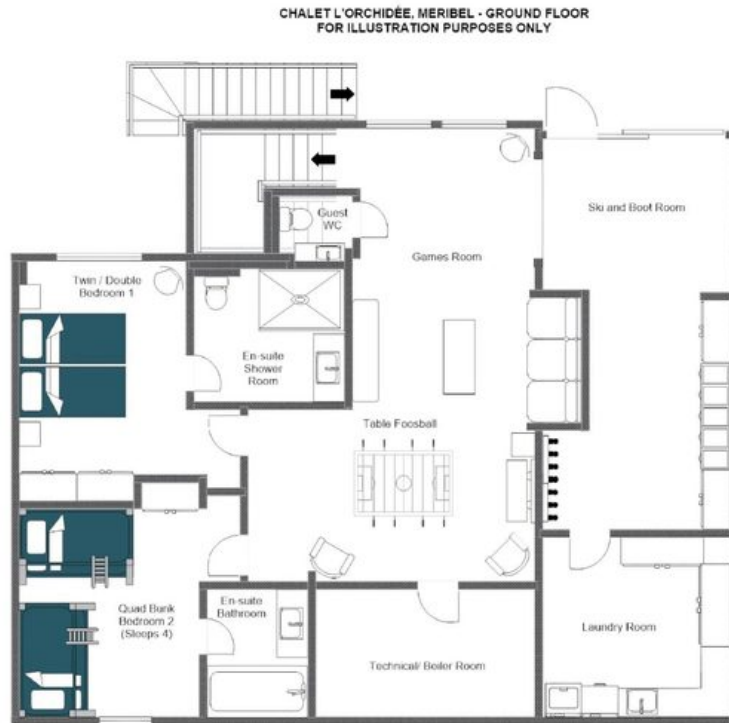 CHALET L'ORCHIDÉE, MERIBEL - GROUND FLOOR
FOR ILLUSTRATION PURPOSES ONLY
Guest
WC
Ski and Boot Room
Games Room
Twin / Double
Bedroom 1
En-suite
Shower
Room
Table Foosball
Quad Bunk
Bedroom 2
(Sleeps 4)
En-suite
Bathroom
Technical/ Boiler Room
Laundry Room